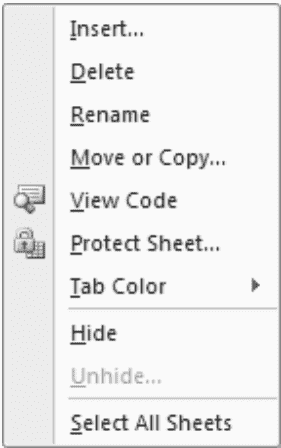 Insert...
Delete
Rename
Move or Copy...
View Code
Protect Sheet...
Tab Color
Hide
Unhide...
Select All Sheets